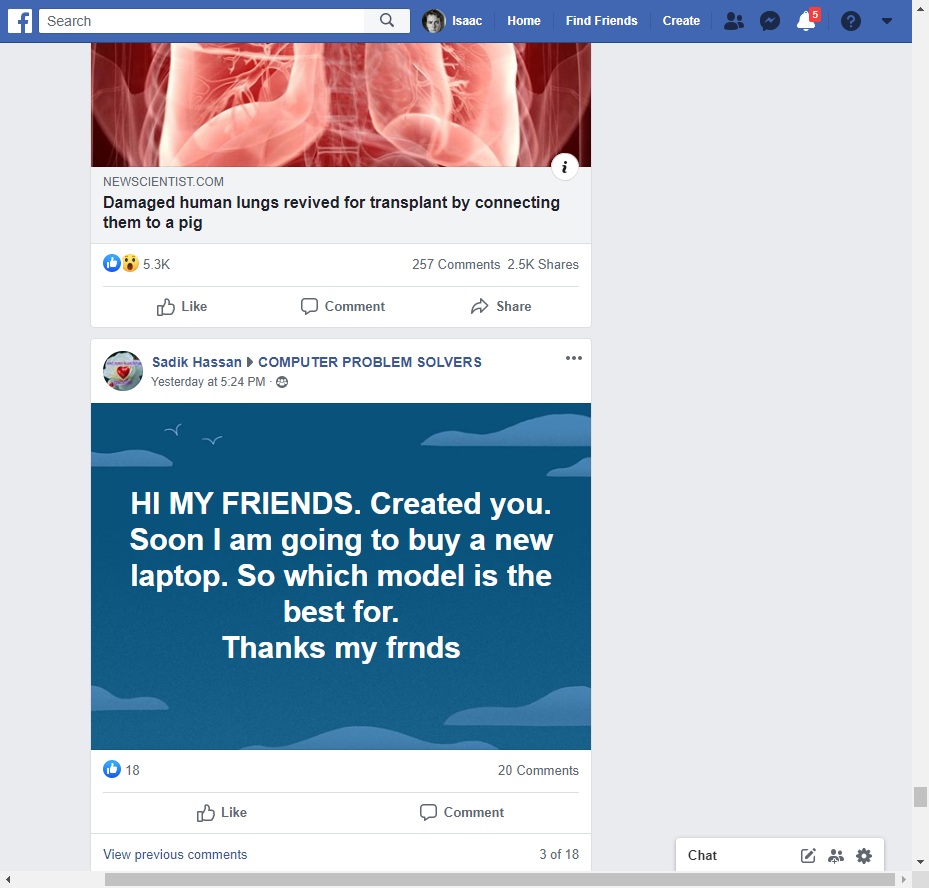 Search
Isaac
Home
Find Friends
Create
5
NEWSCIENTIST.COM
Damaged human lungs revived for transplant by connecting
them to a pig
5.3K
257 Comments 2.5K Shares
Like
Comment
Share
Sadik Hassan COMPUTER PROBLEM SOLVERS
Yesterday at 5:24 PM ·
HI MY FRIENDS. Created you.
Soon I am going to buy a new
laptop. So which model is the
best for.
Thanks my frnds
18
20 Comments
Like
Comment
View previous comments
3 of 18
Chat